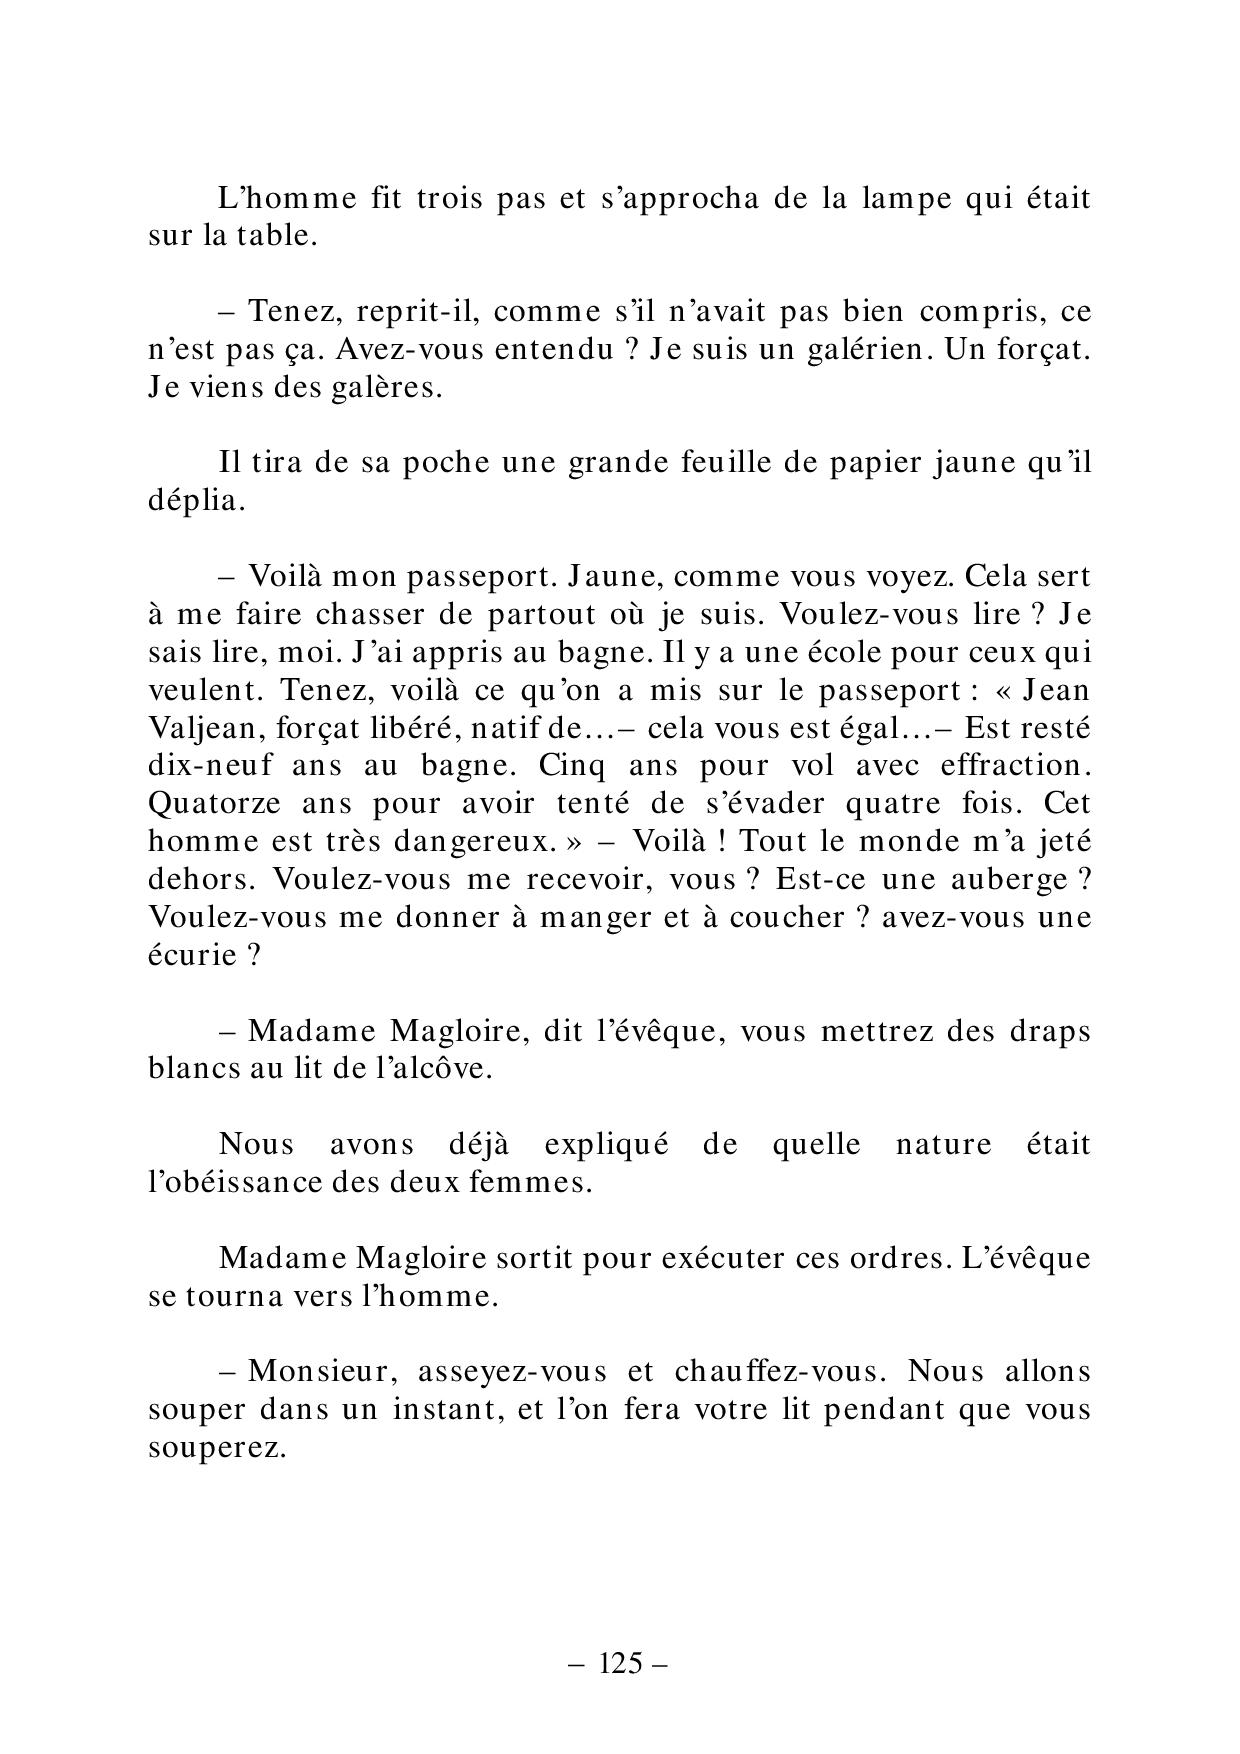 L’homme fit trois pas et s’approcha de la lampe qui était
sur la table.
– Tenez, reprit-il, comme s’il n’avait pas bien compris, ce
n’est pas ça. Avez-vous entendu ? Je suis un galérien. Un forçat.
Je viens des galères.
Il tira de sa poche une grande feuille de papier jaune qu’il
déplia.
– Voilà mon passeport. Jaune, comme vous voyez. Cela sert
à me faire chasser de partout où je suis. Voulez-vous lire ? Je
sais lire, moi. J’ai appris au bagne. Il y a une école pour ceux qui
veulent. Tenez, voilà ce qu’on a mis sur le passeport : « Jean
Valjean, forçat libéré, natif de…– cela vous est égal…– Est resté
dix-neuf ans au bagne. Cinq ans pour vol avec effraction.
Quatorze ans pour avoir tenté de s’évader quatre fois. Cet
homme est très dangereux. » – Voilà ! Tout le monde m’a jeté
dehors. Voulez-vous me recevoir, vous ? Est-ce une auberge ?
Voulez-vous me donner à manger et à coucher ? avez-vous une
écurie ?
– Madame Magloire, dit l’évêque, vous mettrez des draps
blancs au lit de l’alcôve.
Nous avons déjà expliqué de quelle nature était
l’obéissance des deux femmes.
Madame Magloire sortit pour exécuter ces ordres. L’évêque
se tourna vers l’homme.
– Monsieur, asseyez-vous et chauffez-vous. Nous allons
souper dans un instant, et l’on fera votre lit pendant que vous
souperez.
– 125 –